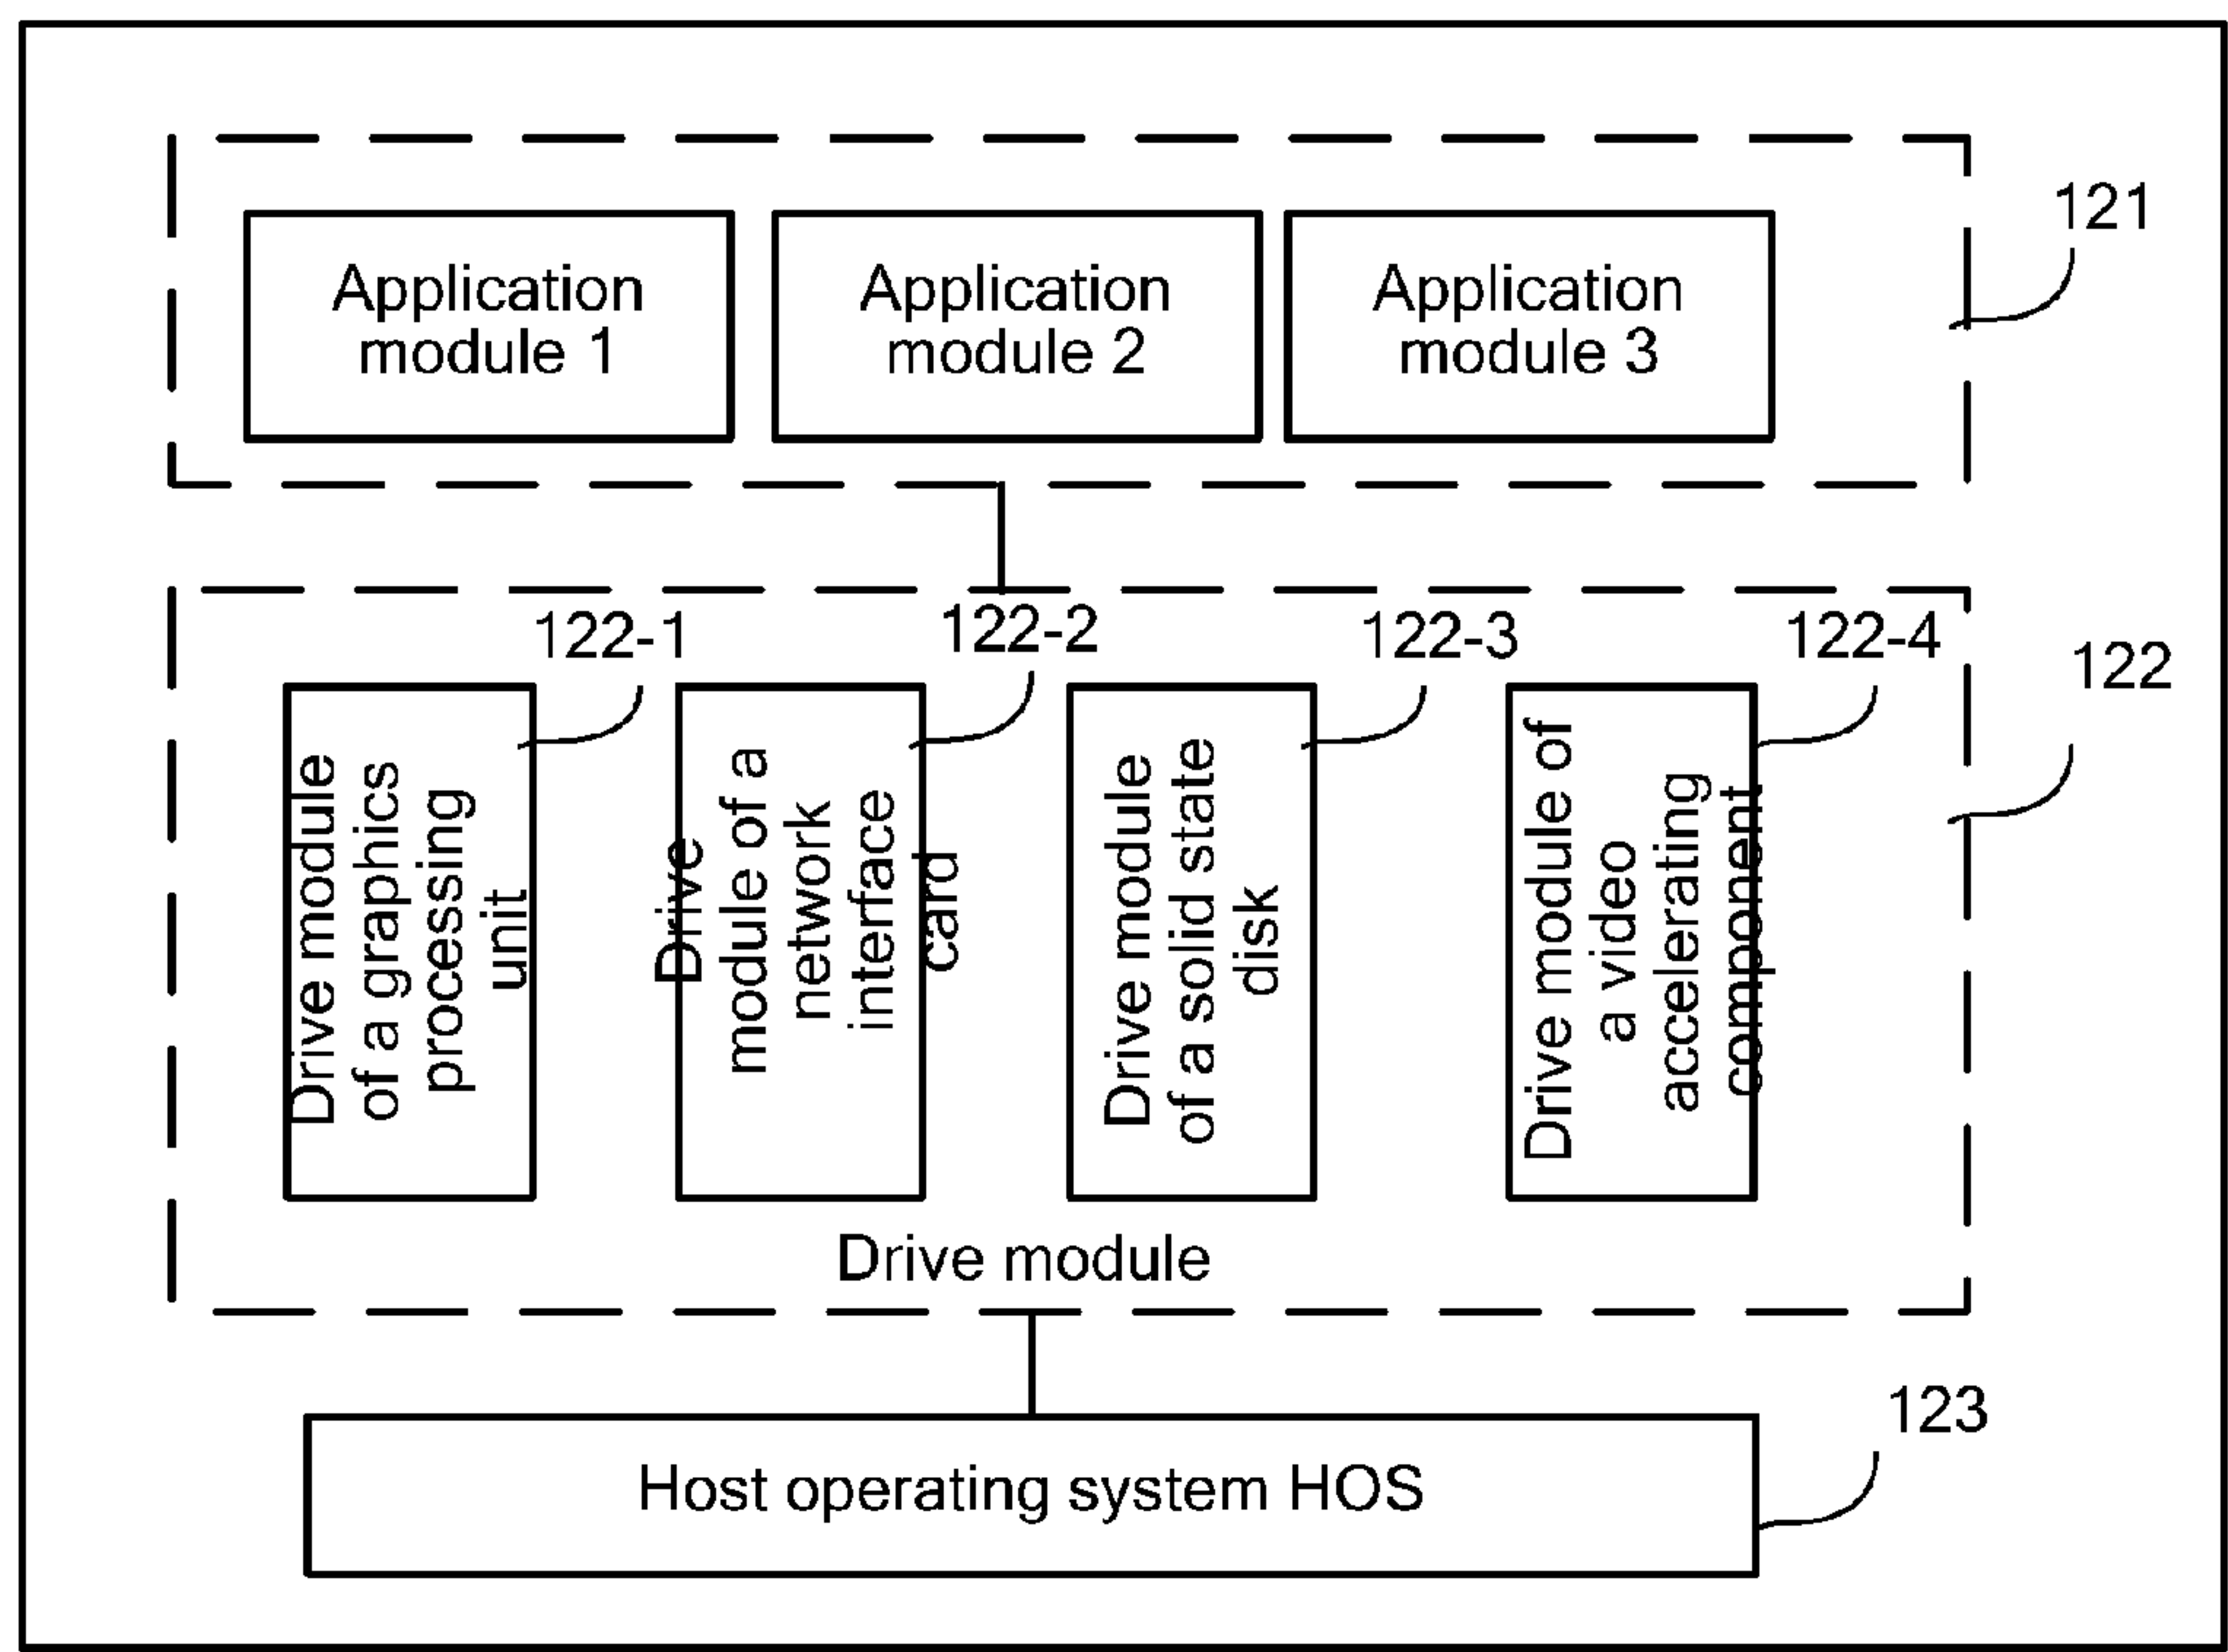 121
Application
module 1
Application
module 2
Application
module 3
122-1
122-2
122-3
122-4
122
Drive module
of a graphics
processing
unit
Drive
module of a
network
interface
card
Drive module
of a solid state
disk
Drive module of
a video
accelerating
component
Drive module
123
Host operating system HOS